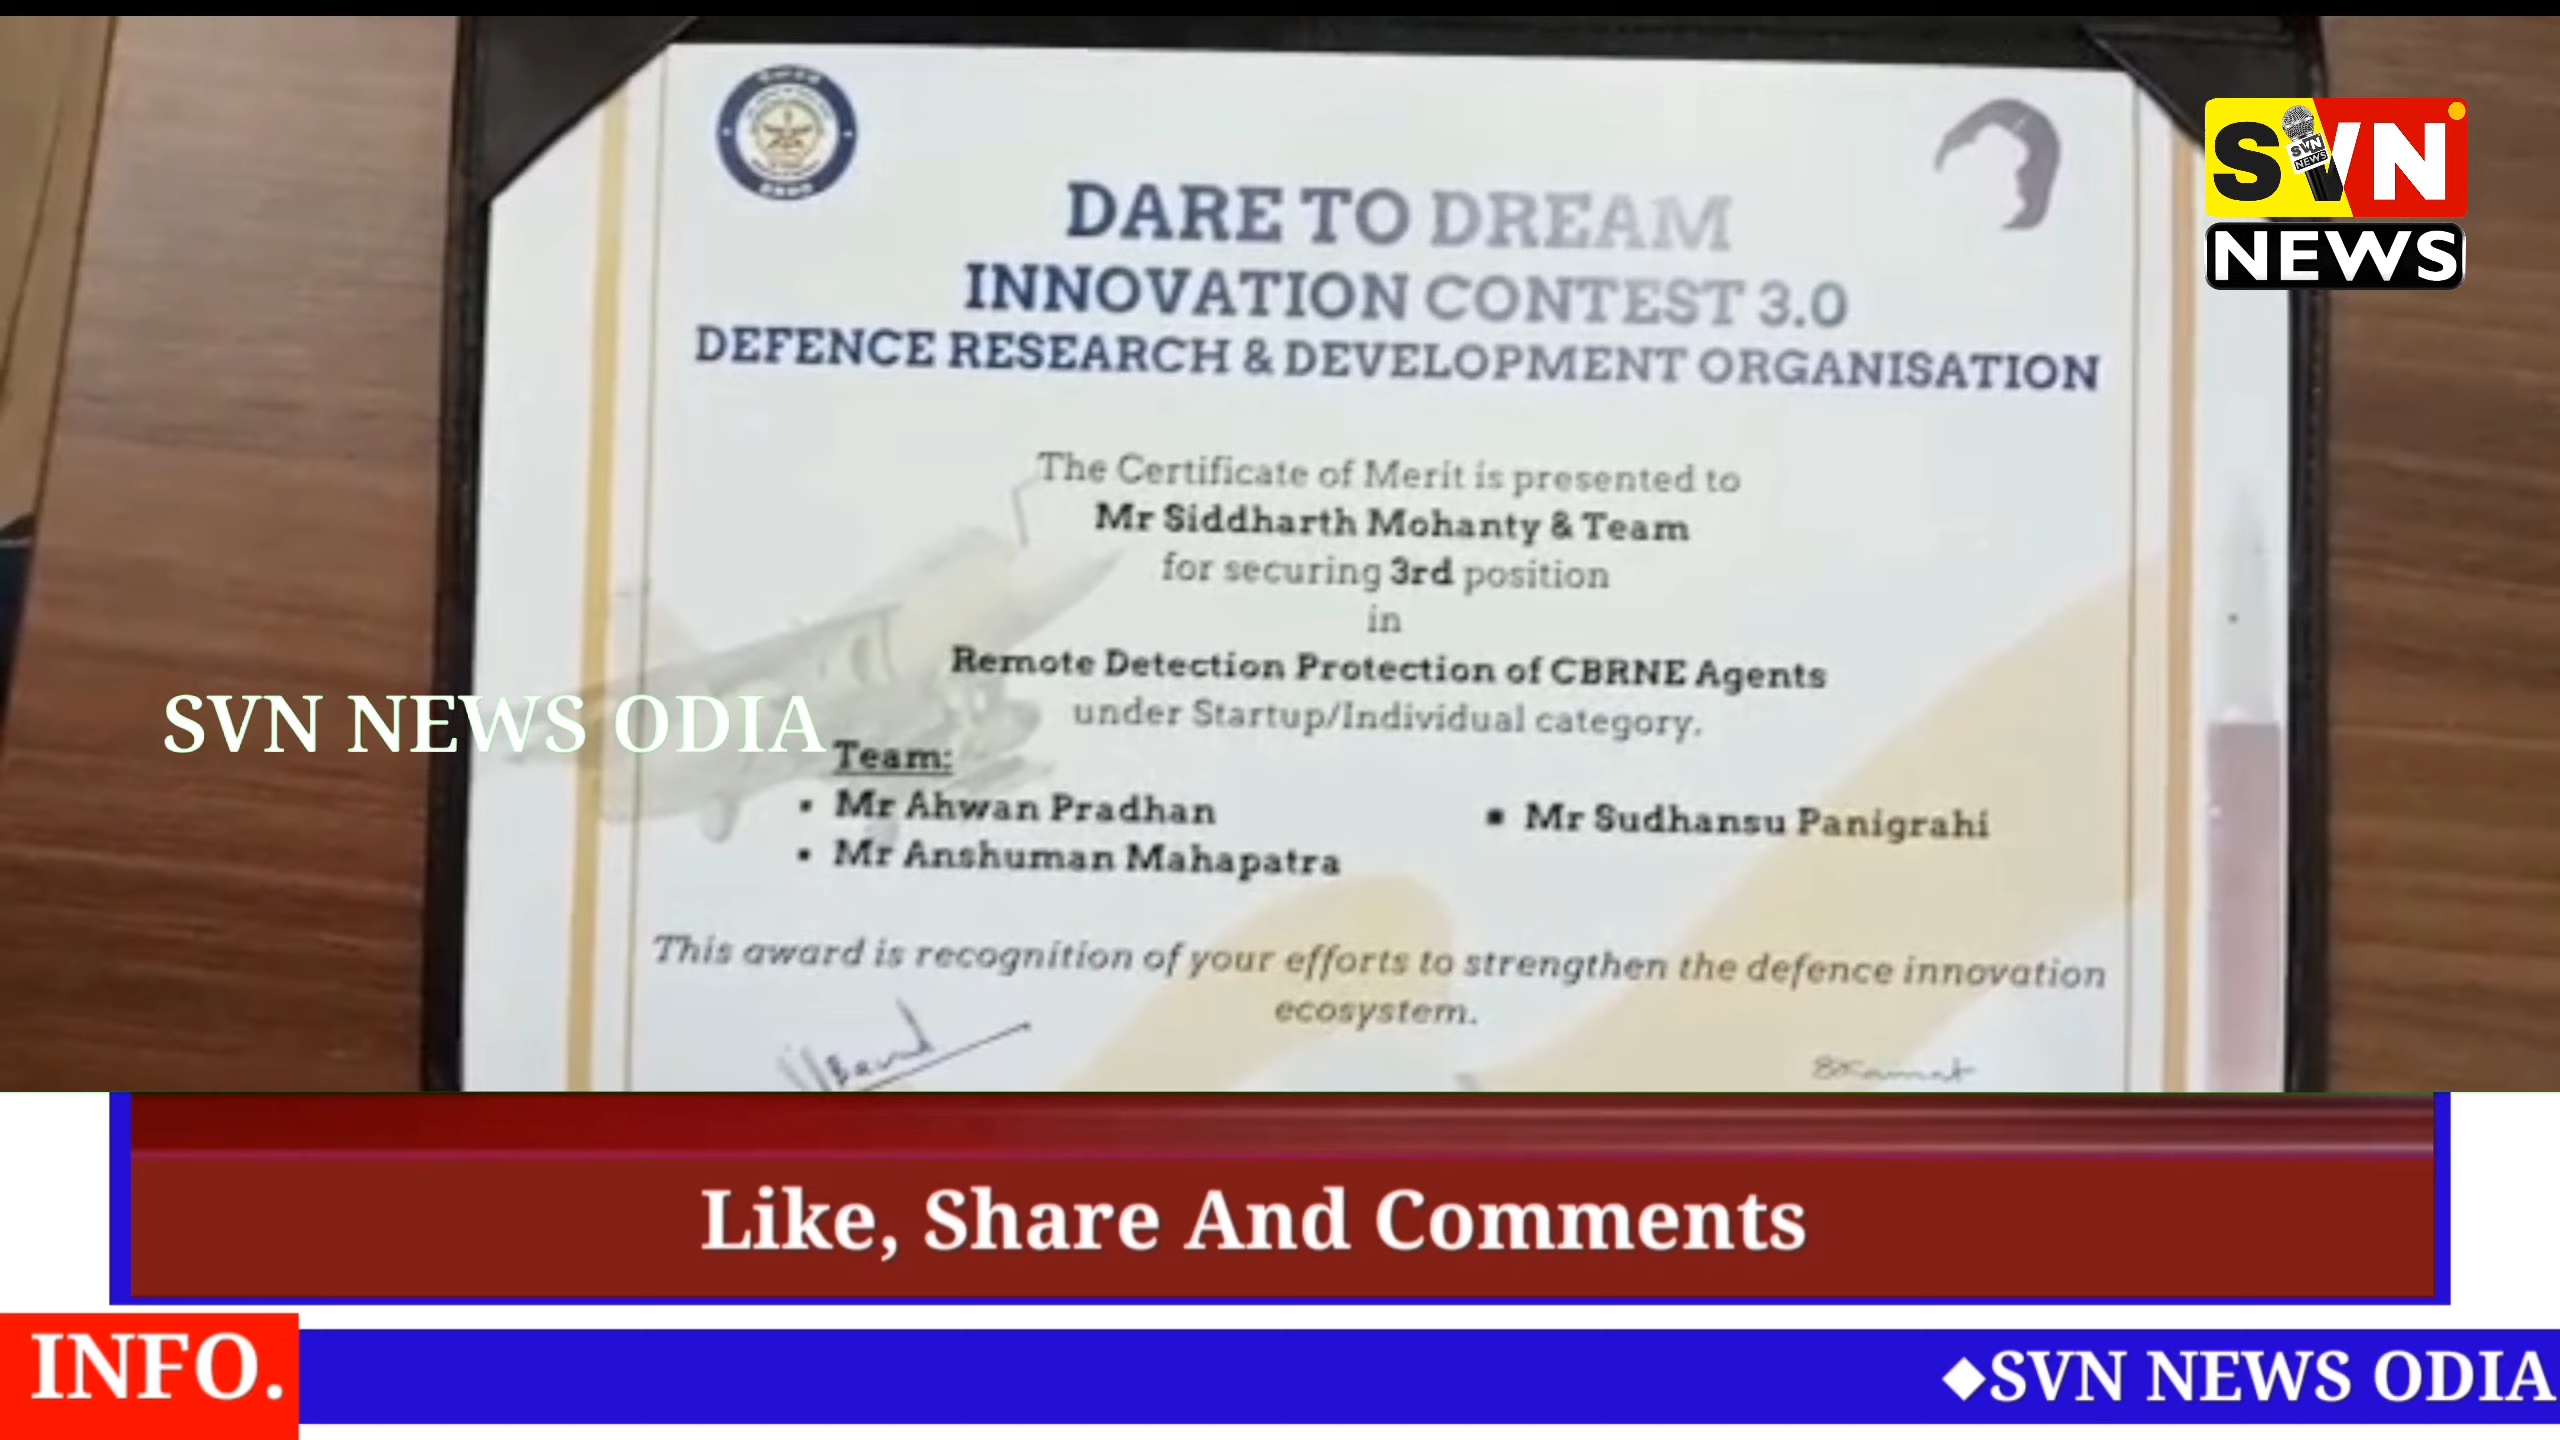 SVN
SVN
NEWS
NEWS
DARE TO DREAM
INNOVATION CONTEST 3.0
DEFENCE RESEARCH & DEVELOPMENT ORGANISATION
The Certificate of Merit is presented to
Mr Siddharth Mohanty & Team
for securing 3rd position
in
Remote Detection Protection of CBRNE Agents
under Startup/Individual category.
SVN NEWS ODIA
Team:
▪ Mr Ahwan Pradhan
▪ Mr Sudhansu Panigrahi
▪ Mr Anshuman Mahapatra
This award is recognition of your efforts to strengthen the defence innovation
ecosystem.
Like, Share And Comments
INFO.
◆SVN NEWS ODIA